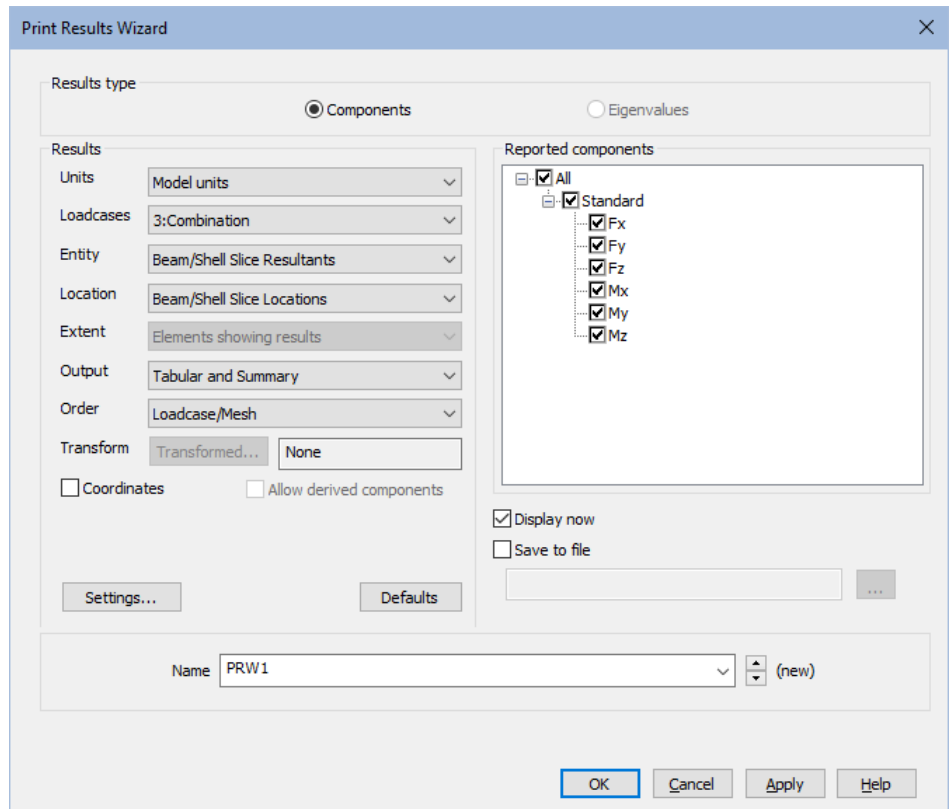 Print Results Wizard
Results type
Components
Eigenvalues
Results
Units
Model units
Loadcases
3:Combination
Entity
Beam/Shell Slice Resultants
Location
Beam/Shell Slice Locations
Extent
Elements showing results
Output
Tabular and Summary
Order
Loadcase/Mesh
Transform
Transformed...
None
Coordinates
Allow derived components
Settings...
Defaults
Reported components
All
Standard
Fx
Fy
Fz
Mx
My
Mz
Display now
Save to file
...
Name
PRW1
(new)
OK
Cancel
Apply
Help